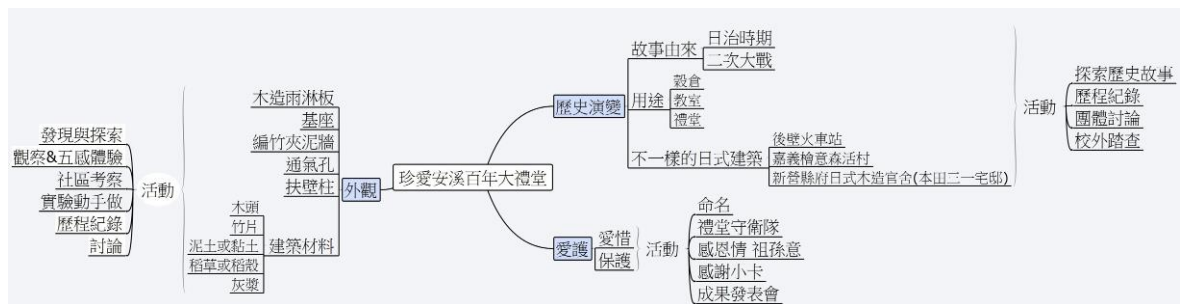 珍愛安溪百年大禮堂
歷史演變
故事由來
日治時期
二次大戰
用途
穀倉
教室
禮堂
不一樣的日式建築
後壁火車站
嘉義檜意森活村
新營縣府日式木造官舍(本田三一宅邸)
活動
探索歷史故事
歷程紀錄
團體討論
校外踏查
愛護
愛惜
保護
活動
命名
禮堂守衛隊
感恩情 祖孫意
感謝小卡
成果發表會
外觀
木造雨淋板
基座
編竹夾泥牆
通氣孔
扶壁柱
建築材料
木頭
竹片
泥土或黏土
稻草或稻殼
灰漿
活動
發現與探索
觀察&五感體驗
社區考察
實驗動手做
歷程紀錄
討論